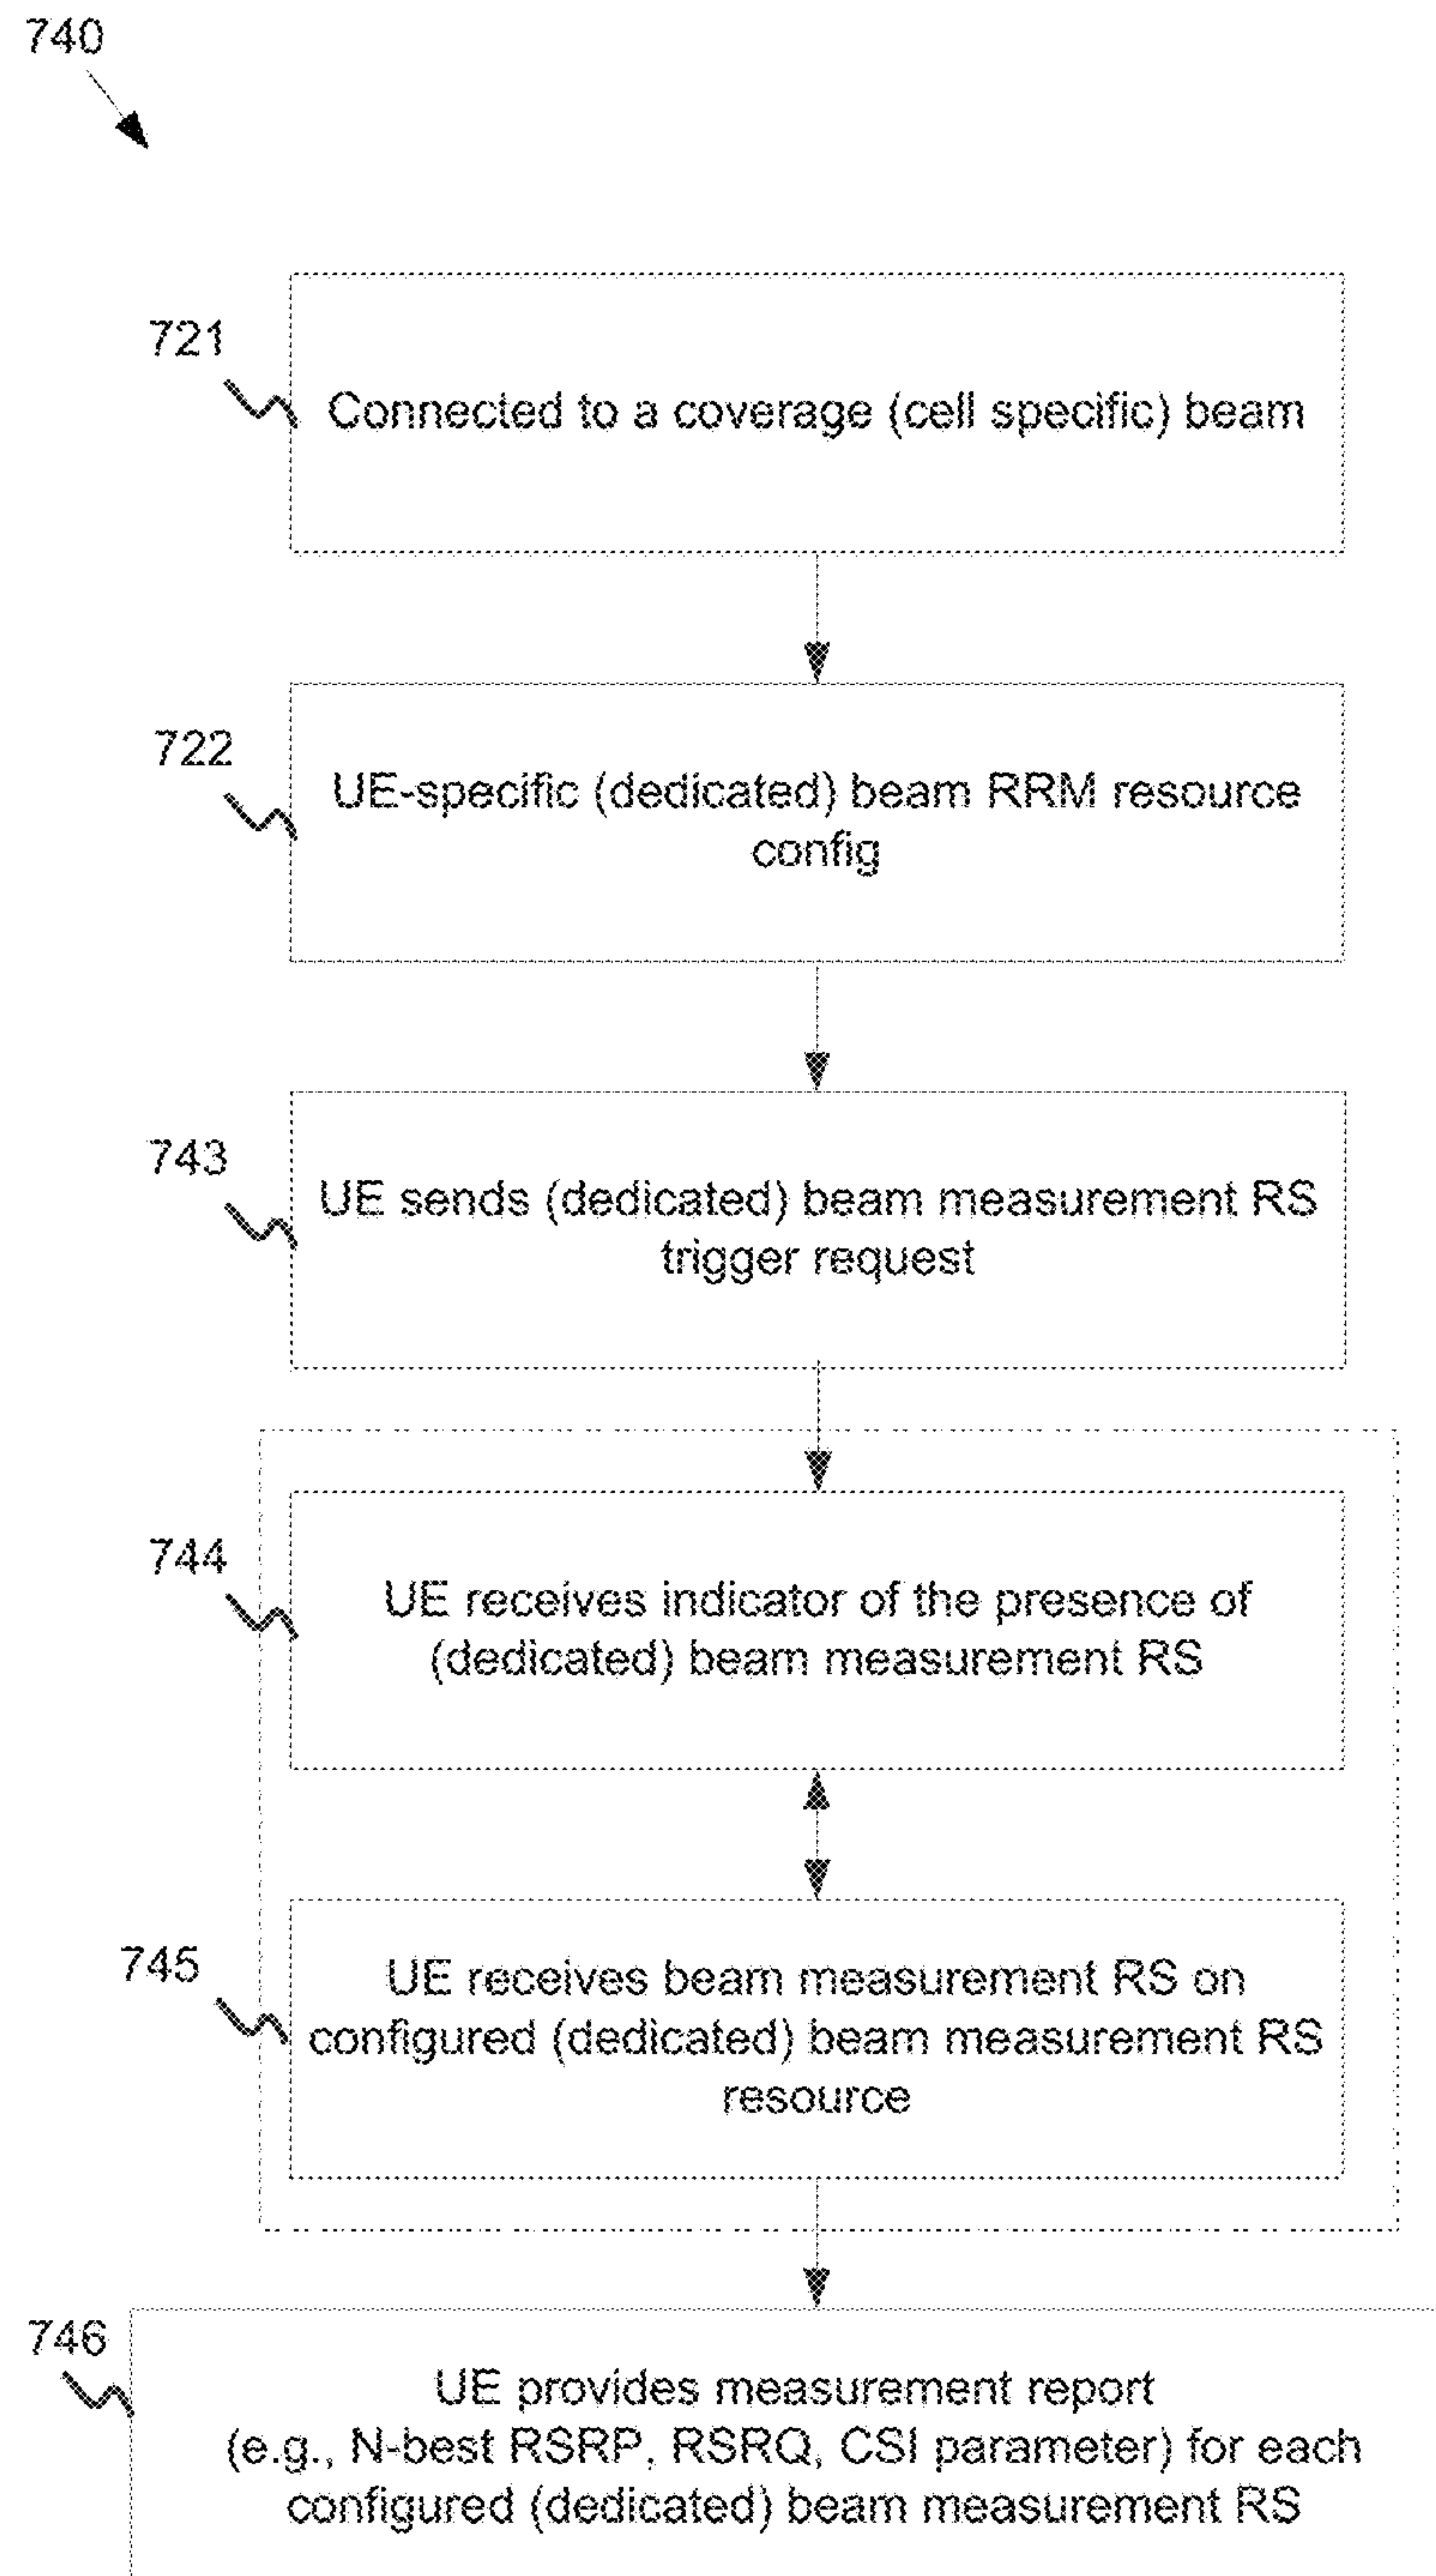 740
721
Connected to a coverage (cell specific) beam
722
UE-specific (dedicated) beam RRM resource
config
743
UE sends (dedicated) beam measurement RS
trigger request
744
UE receives indicator of the presence of
(dedicated) beam measurement RS
745
UE receives beam measurement RS on
configured (dedicated) beam measurement RS
resource
746
UE provides measurement report
(e.g., N-best RSRP, RSRQ, CSI parameter) for each
configured (dedicated) beam measurement RS